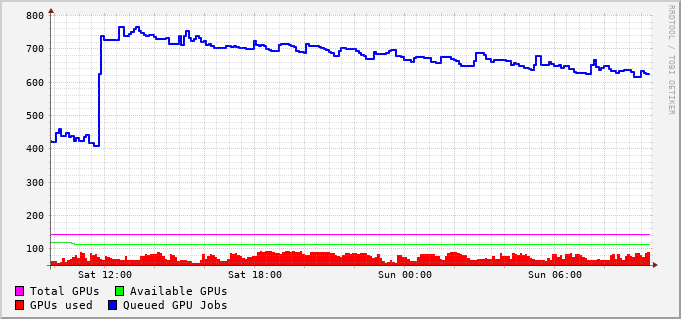 800
700
600
500
400
300
200
100
Sat 12:00 Sat 18:00 Sun 00:00 Sun 06:00
Total GPUs Available GPUs
GPUs used Queued GPU Jobs
RRDTOOL / TOBI OETIKER